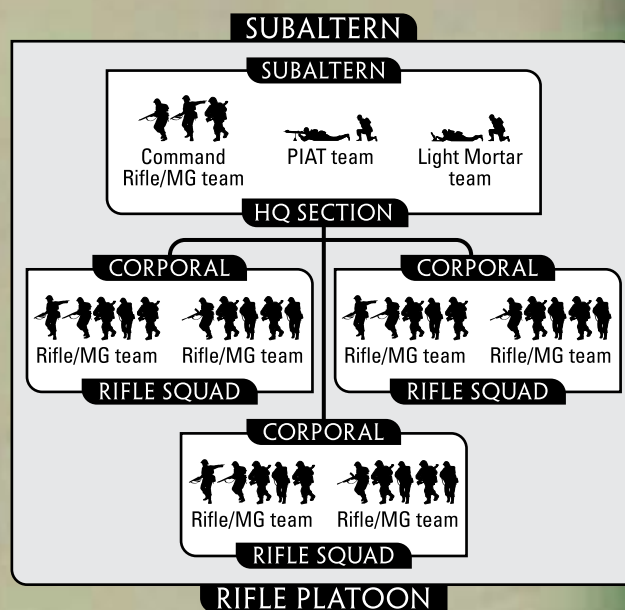 SUBALTERN
SUBALTERN
Command
Rifle/MG team
PIAT team
Light Mortar
team
HQ SECTION
CORPORAL
Rifle/MG team
Rifle/MG team
RIFLE SQUAD
CORPORAL
Rifle/MG team
Rifle/MG team
RIFLE SQUAD
CORPORAL
Rifle/MG team
Rifle/MG team
RIFLE SQUAD
RIFLE PLATOON